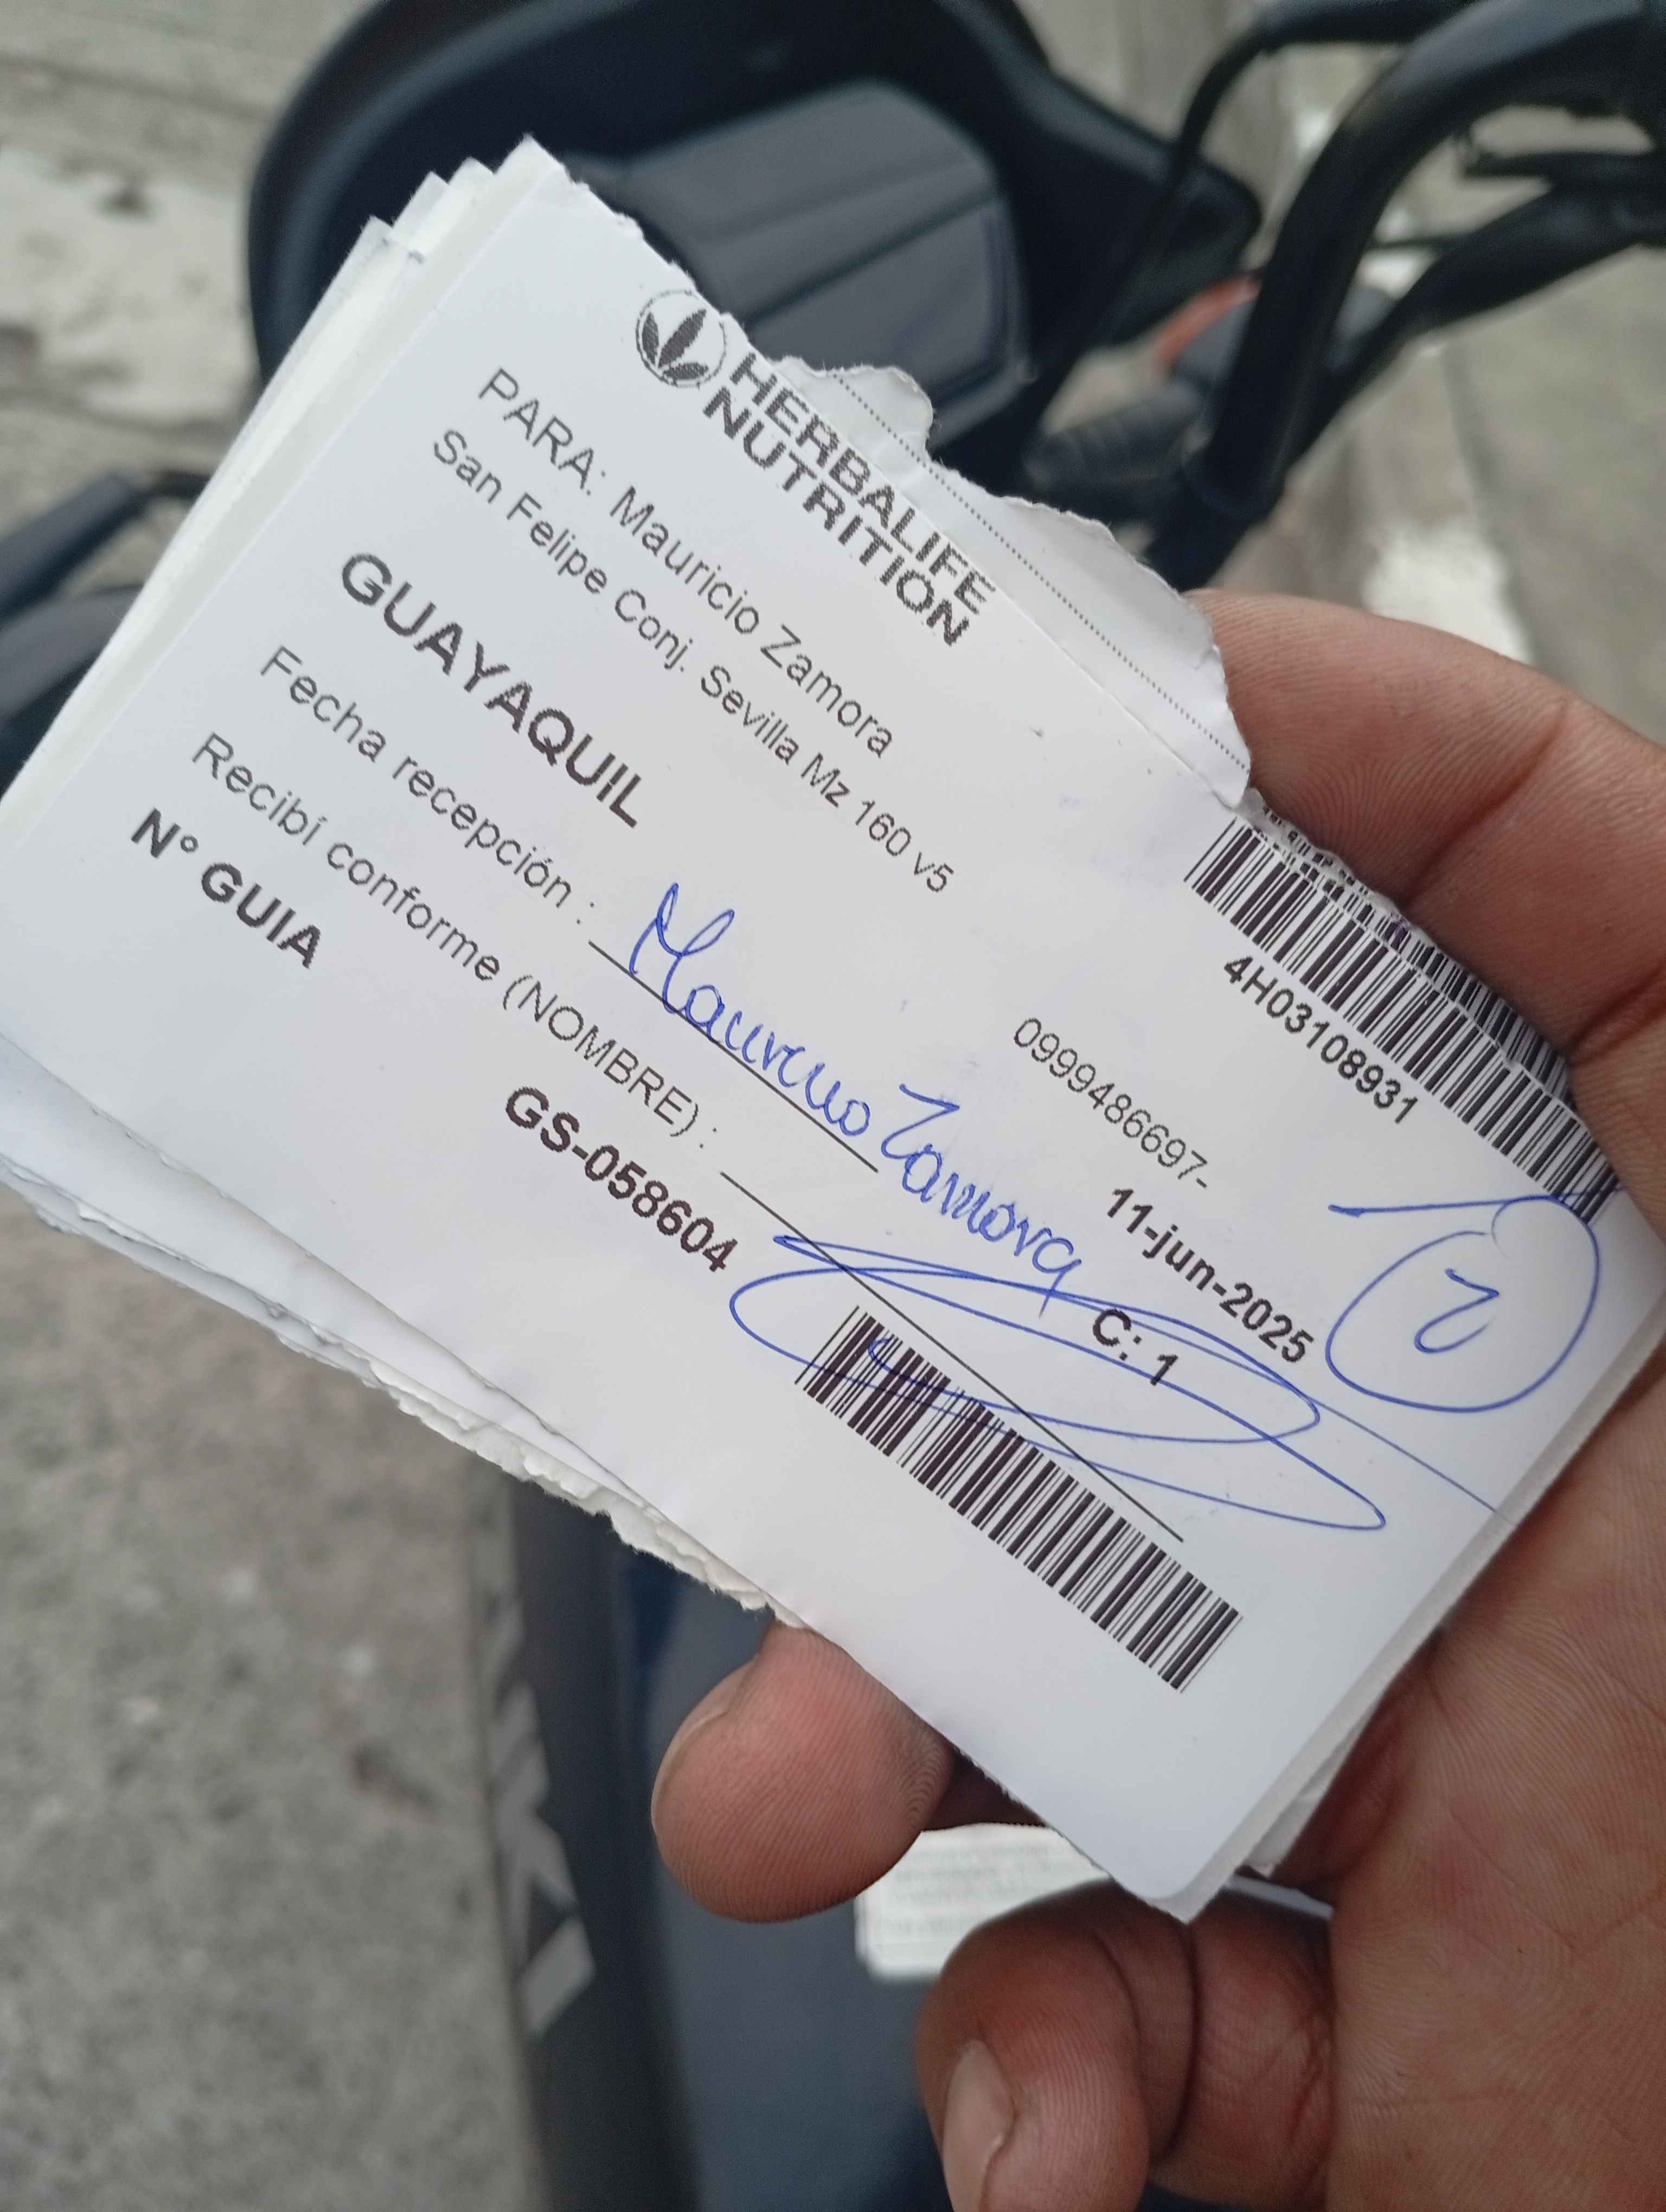 HERBALIFE
NUTRITION
4H03108931
PARA: Mauricio Zamora
San Felipe Conj. Sevilla Mz 160 v5
0999486697-
GUAYAQUIL
11-jun-2025
2
Fecha recepción :
Mauricio Zamora
C: 1
Recibí conforme (NOMBRE) :
N° GUIA
GS-058604